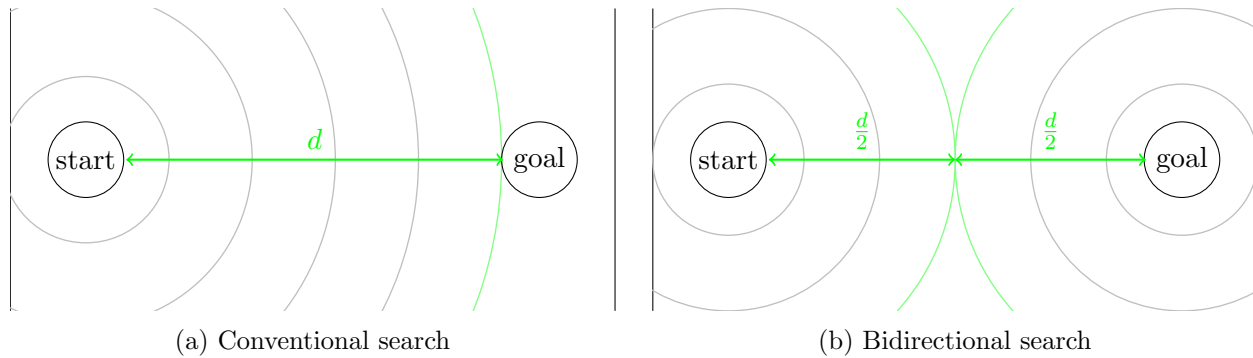 start
d
goal
(a) Conventional search
start
d/2
d/2
goal
(b) Bidirectional search